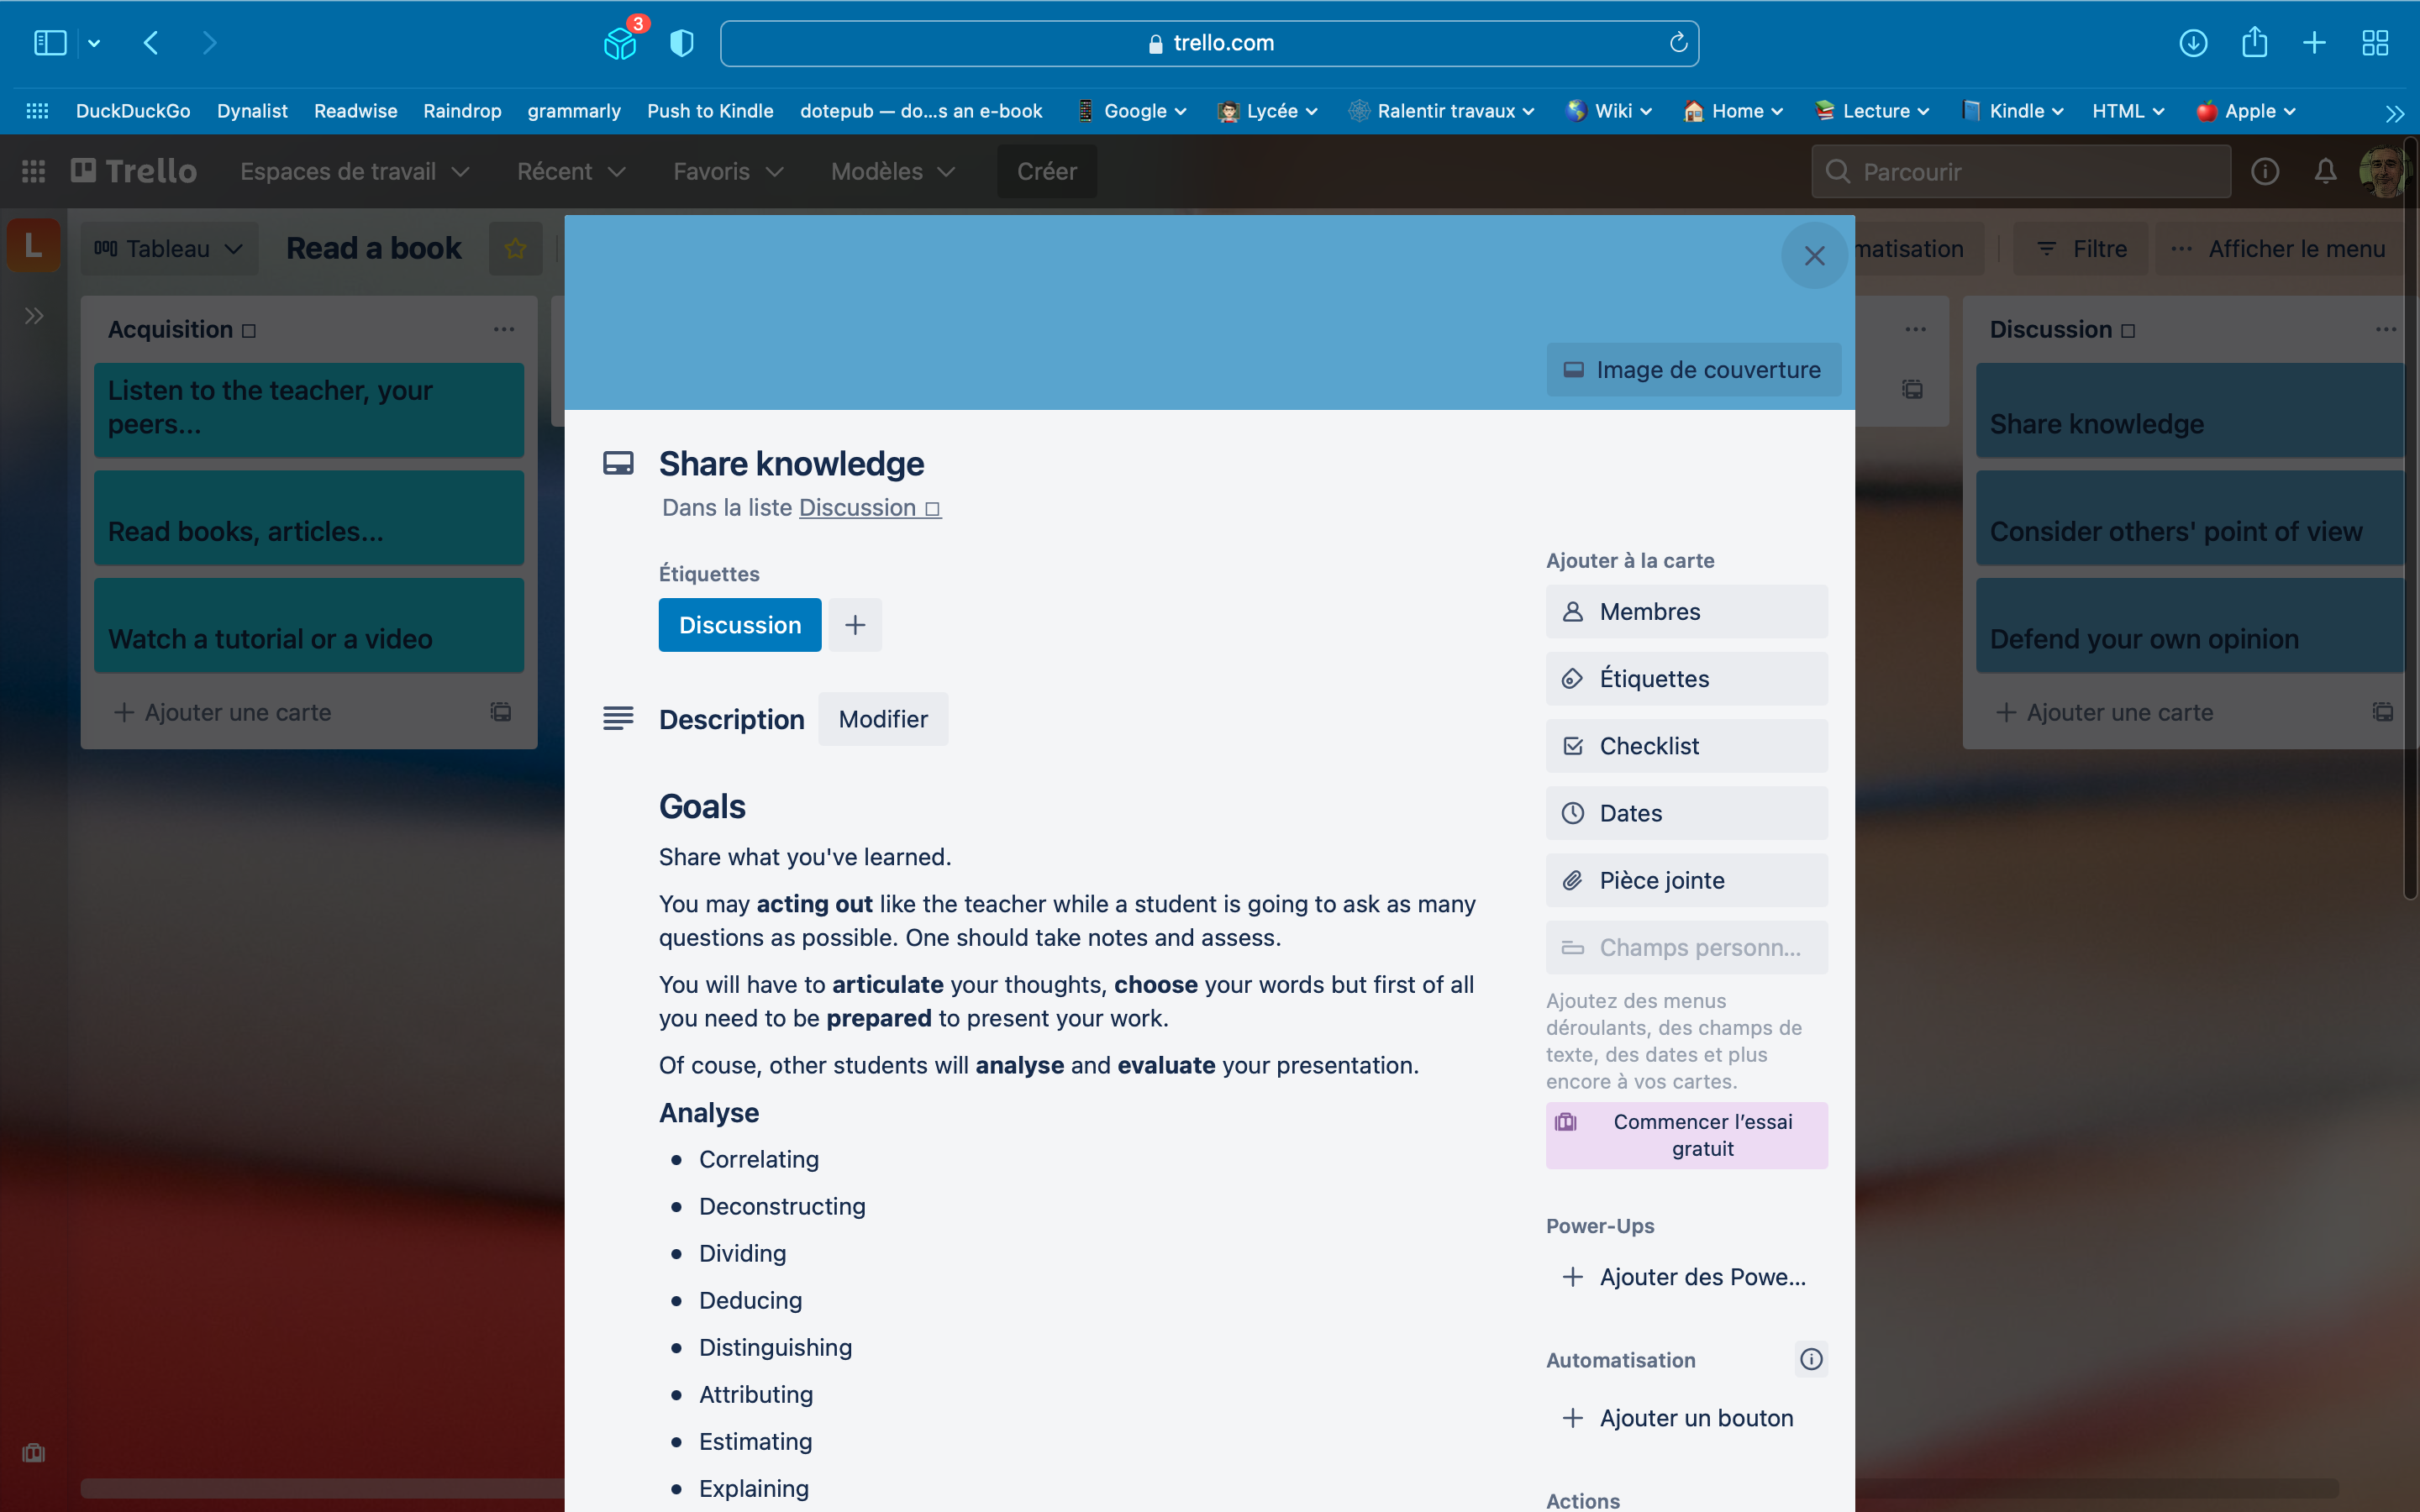 3
trello.com
DuckDuckGo Dynalist Readwise Raindrop grammarly Push to Kindle dotepub — do...s an e-book Google Lycée Ralentir travaux Wiki Home Lecture Kindle HTML Apple
Trello Espaces de travail Récent Favoris Modèles Créer Parcourir
L
Tableau Read a book
matisation Filtre ... Afficher le menu
Acquisition
Listen to the teacher, your
peers...
Read books, articles...
Watch a tutorial or a video
+ Ajouter une carte
Image de couverture
Share knowledge
Dans la liste Discussion
Étiquettes
Discussion +
Description Modifier
Goals
Share what you've learned.
You may acting out like the teacher while a student is going to ask as many
questions as possible. One should take notes and assess.
You will have to articulate your thoughts, choose your words but first of all
you need to be prepared to present your work.
Of couse, other students will analyse and evaluate your presentation.
Analyse
• Correlating
• Deconstructing
• Dividing
• Deducing
• Distinguishing
• Attributing
• Estimating
• Explaining
Ajouter à la carte
Membres
Étiquettes
Checklist
Dates
Pièce jointe
Champs personn...
Ajoutez des menus
déroulants, des champs de
texte, des dates et plus
encore à vos cartes.
Commencer l'essai
gratuit
Power-Ups
+ Ajouter des Powe...
Automatisation
+ Ajouter un bouton
Actions
Discussion
Share knowledge
Consider others' point of view
Defend your own opinion
+ Ajouter une carte